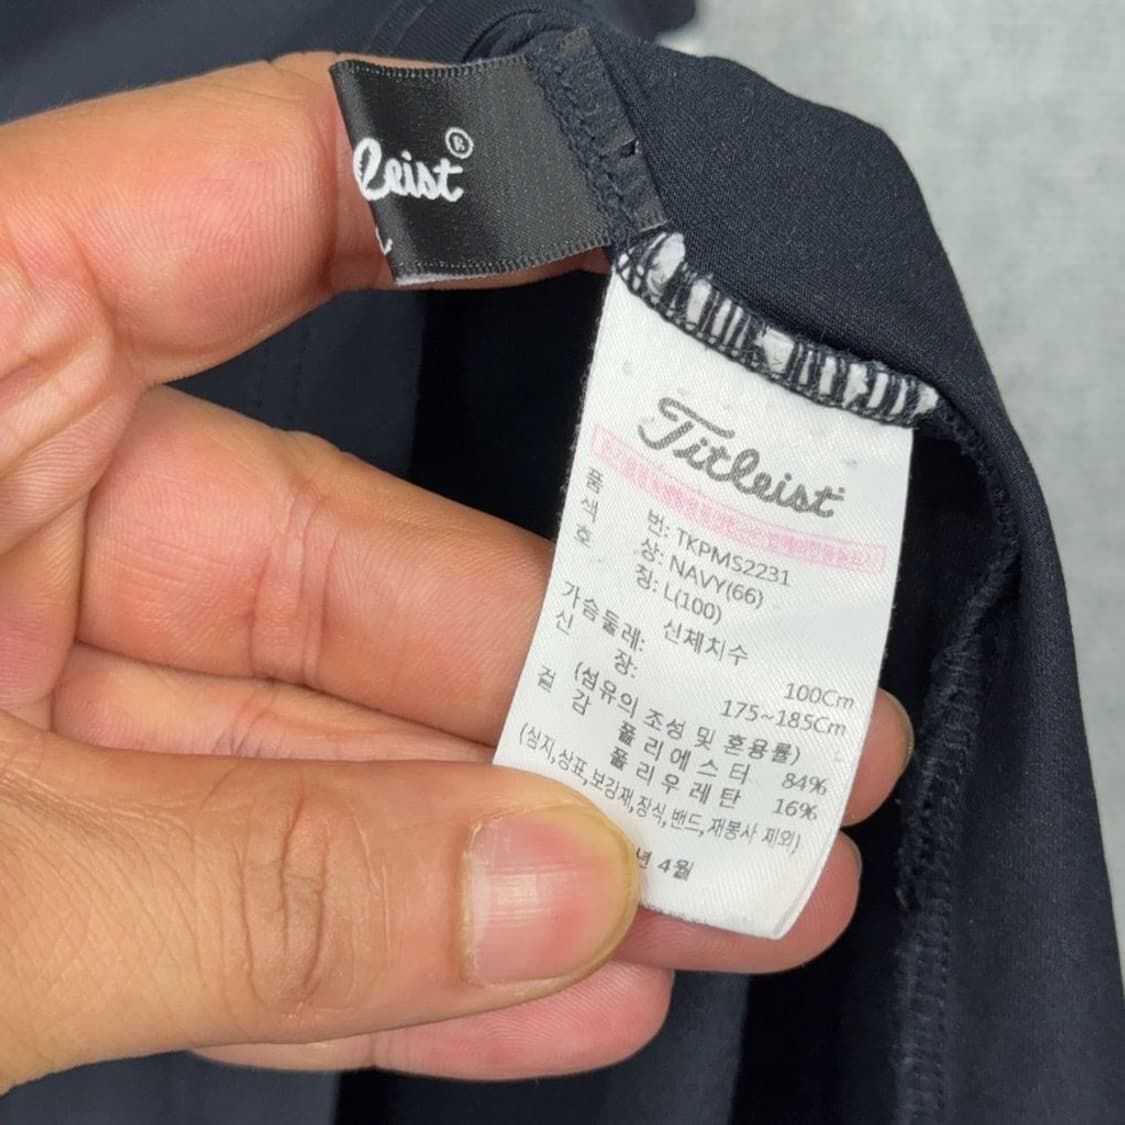 leist®
Titleist
품 번: TKPMS2231
색 상: NAVY(66)
호 칭: L(100)
신체치수
가슴둘레: 100Cm
신 장: 175~185Cm
(섬유의 조성 및 혼용률)
겉 감 폴리에스터 84%
폴리우레탄 16%
(심지,상표,보강재,장식,밴드,재봉사 제외)
년 4월